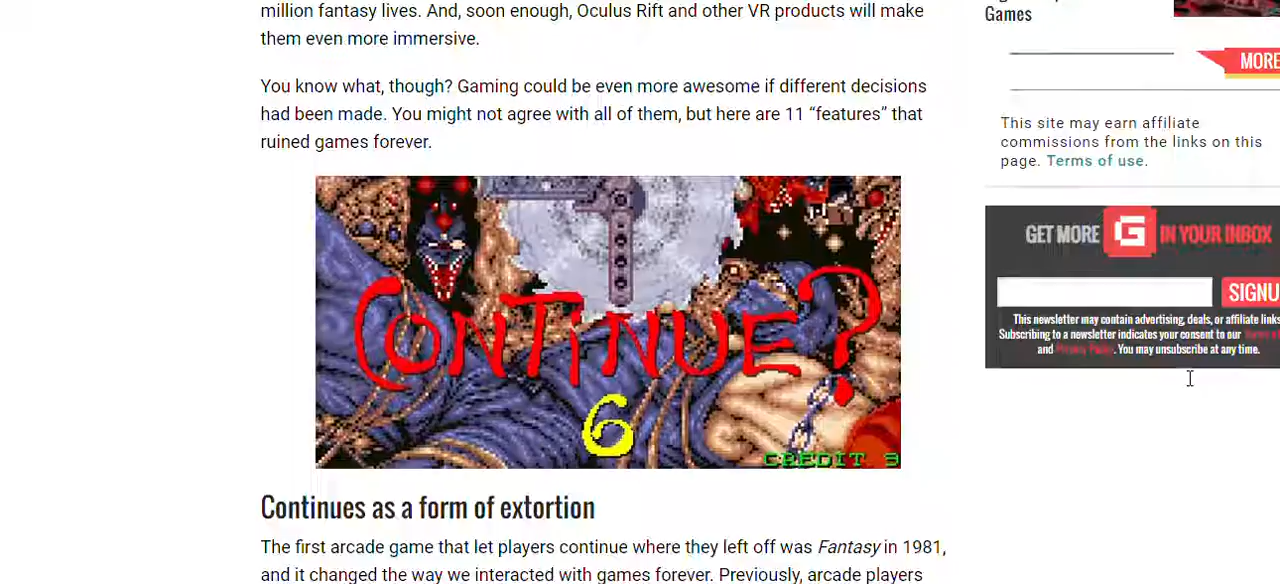 million fantasy lives. And, soon enough, Oculus Rift and other VR products will make
them even more immersive.
You know what, though? Gaming could be even more awesome if different decisions
had been made. You might not agree with all of them, but here are 11 “features” that
ruined games forever.
CONTINUE?
6
CREDIT 3
Continues as a form of extortion
The first arcade game that let players continue where they left off was Fantasy in 1981,
and it changed the way we interacted with games forever. Previously, arcade players
Games
MORE
This site may earn affiliate
commissions from the links on this
page. Terms of use.
GET MORE G IN YOUR INBOX
SIGNU
This newsletter may contain advertising, deals, or affiliate links
Subscribing to a newsletter indicates your consent to our
and Privacy Policy. You may unsubscribe at any time.